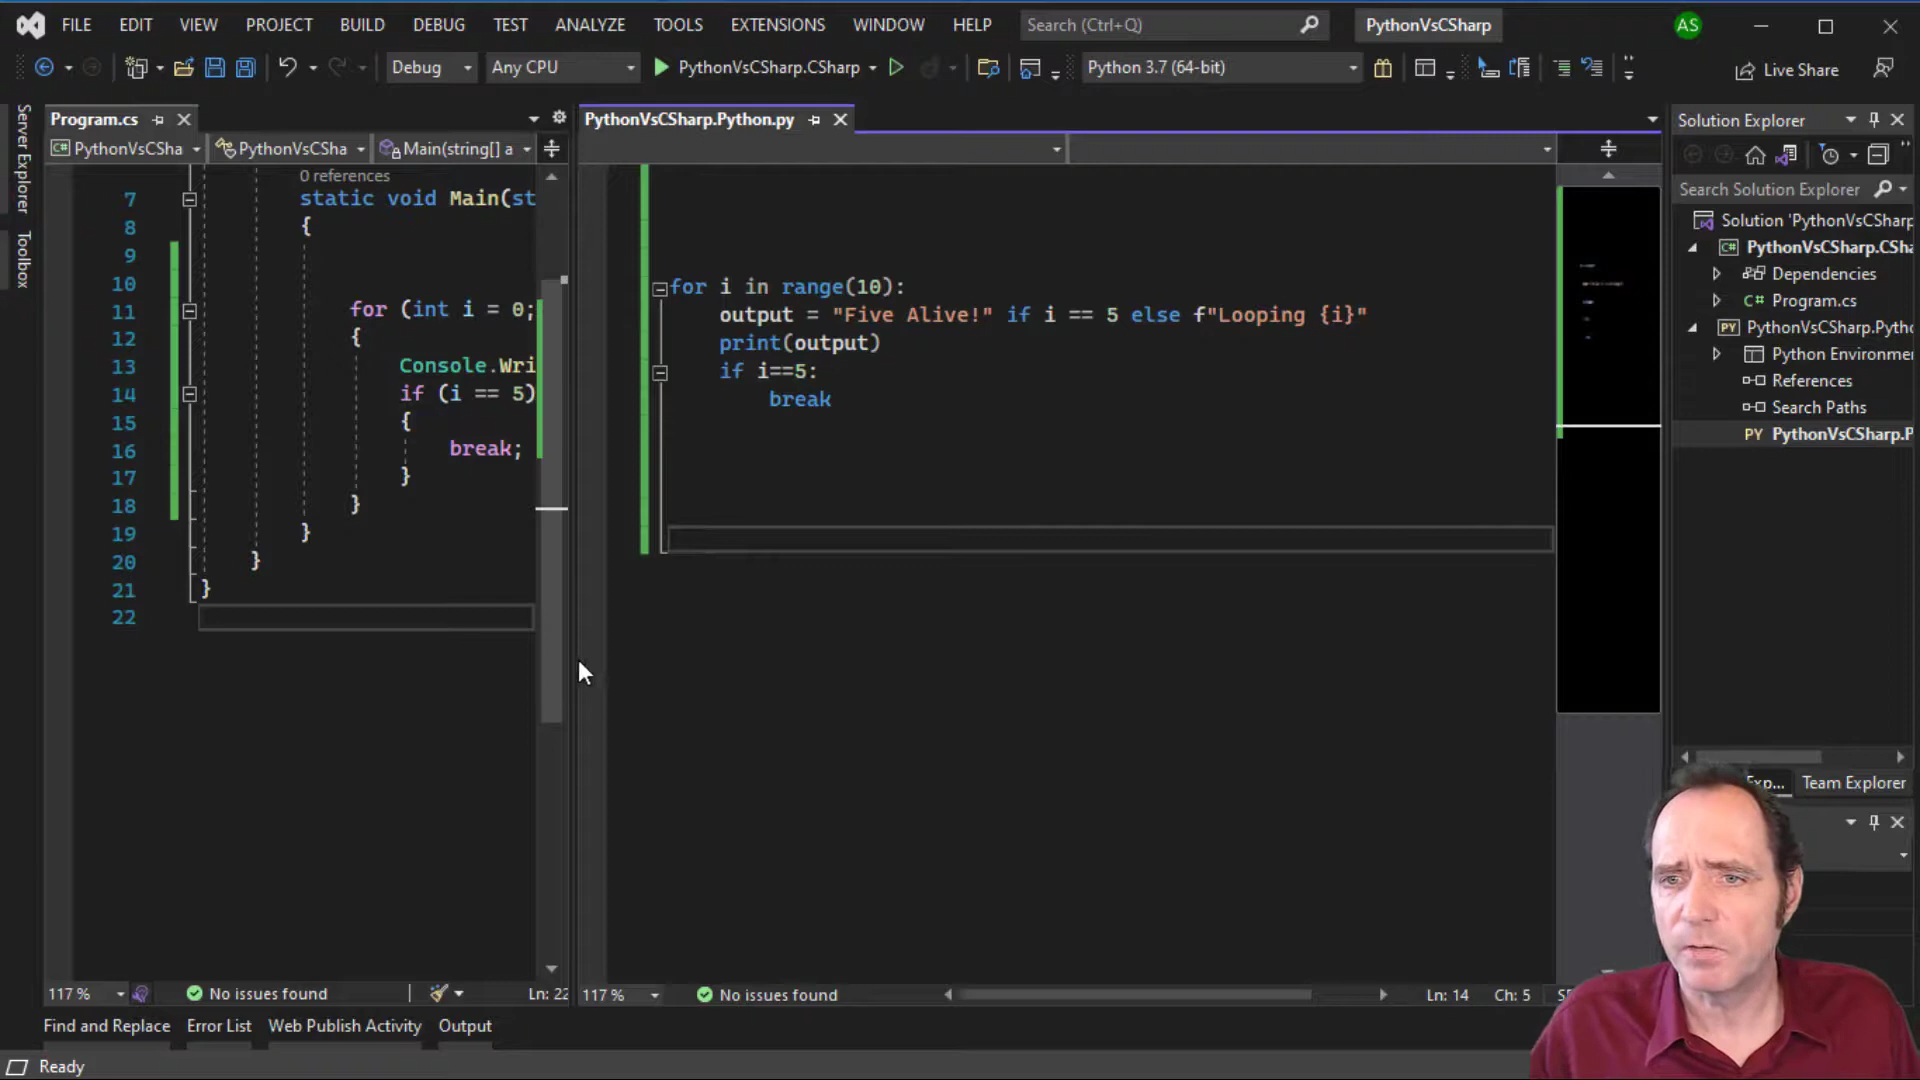 FILE EDIT VIEW PROJECT BUILD DEBUG TEST ANALYZE TOOLS EXTENSIONS WINDOW HELP Search (Ctrl+Q) PythonVsCSharp AS
Debug Any CPU PythonVsCSharp.CSharp Python 3.7 (64-bit) Live Share
Server Explorer
Toolbox
Program.cs
PythonVsCSha PythonVsCSha Main(string[] a
0 references
7 static void Main(st
8 {
9
10
11 for (int i = 0;
12 {
13 Console.Wri
14 if (i == 5)
15 {
16 break;
17 }
18 }
19 }
20 }
21 }
22
117 % No issues found Ln: 22
PythonVsCSharp.Python.py
for i in range(10):
output = "Five Alive!" if i == 5 else f"Looping {i}"
print(output)
if i==5:
break
117 % No issues found Ln: 14 Ch: 5
Solution Explorer
Search Solution Explorer
Solution 'PythonVsCSharp
C# PythonVsCSharp.CSha
Dependencies
C# Program.cs
PY PythonVsCSharp.Pytho
Python Environme
References
Search Paths
PY PythonVsCSharp.P
Exp... Team Explorer
Find and Replace Error List Web Publish Activity Output
Ready